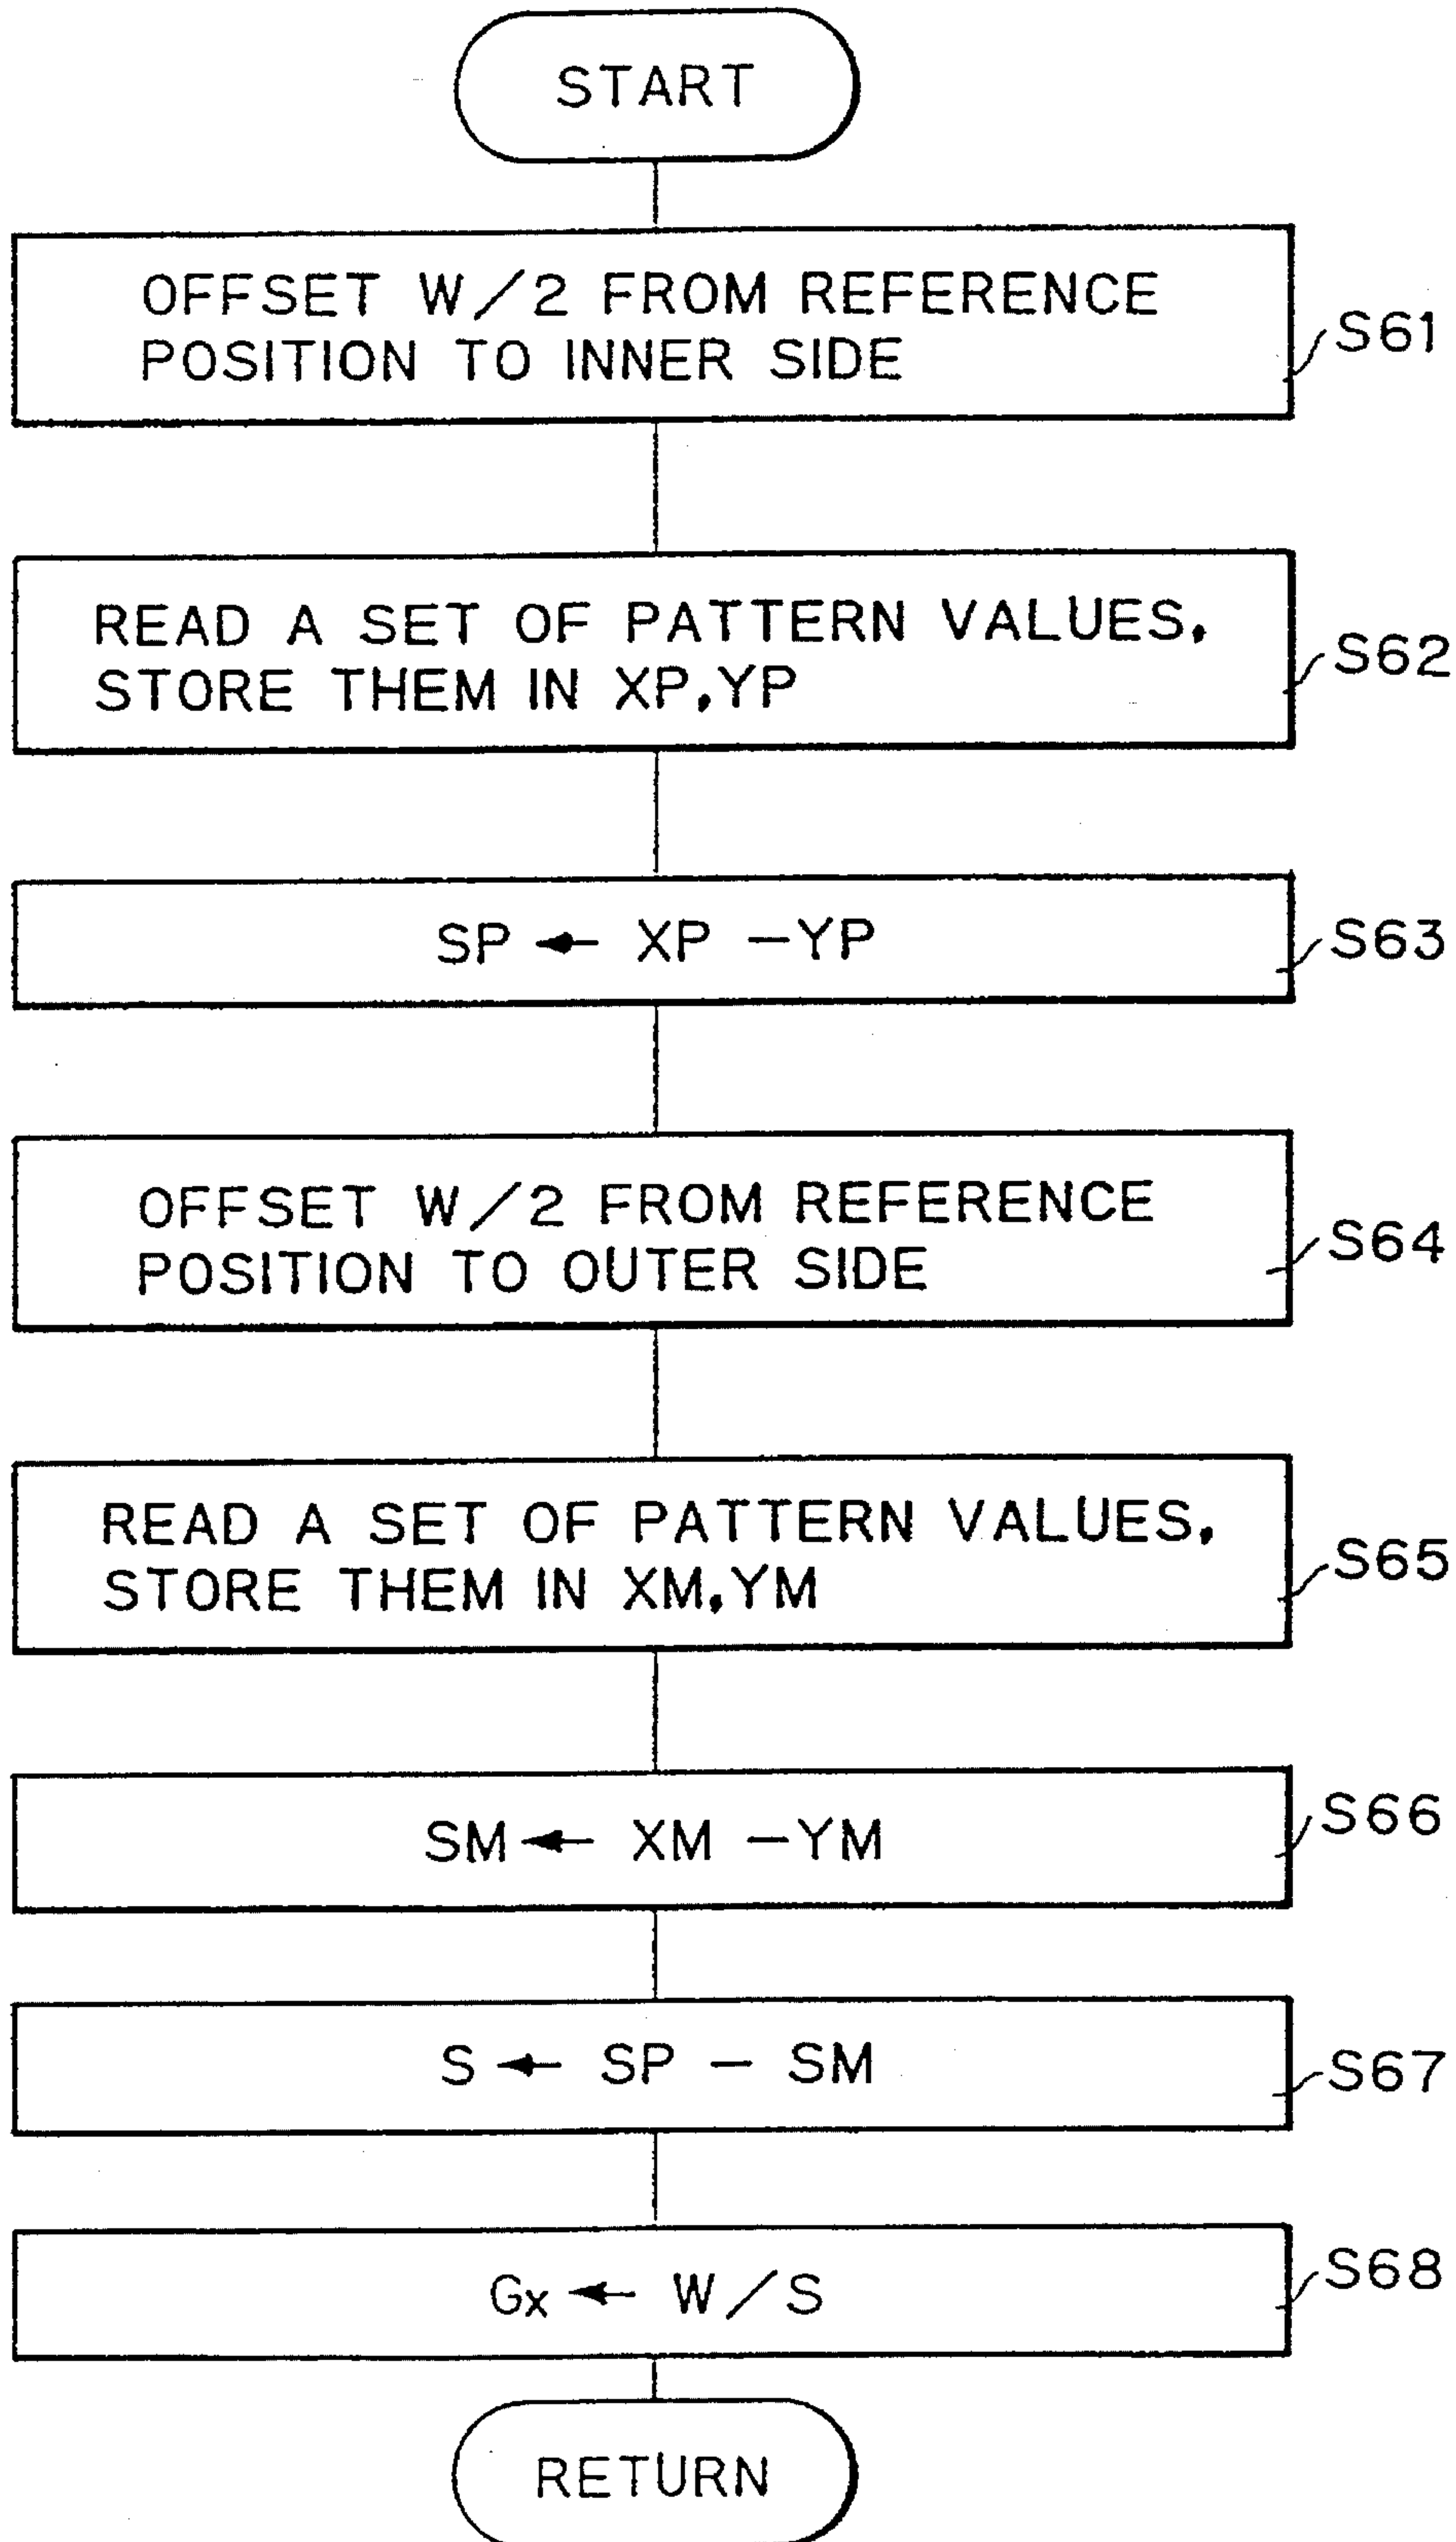 START
OFFSET W/2 FROM REFERENCE
POSITION TO INNER SIDE
S61
READ A SET OF PATTERN VALUES,
STORE THEM IN XP,YP
S62
SP ← XP −YP
S63
OFFSET W/2 FROM REFERENCE
POSITION TO OUTER SIDE
S64
READ A SET OF PATTERN VALUES,
STORE THEM IN XM,YM
S65
SM ← XM −YM
S66
S ← SP − SM
S67
Gx ← W/S
S68
RETURN